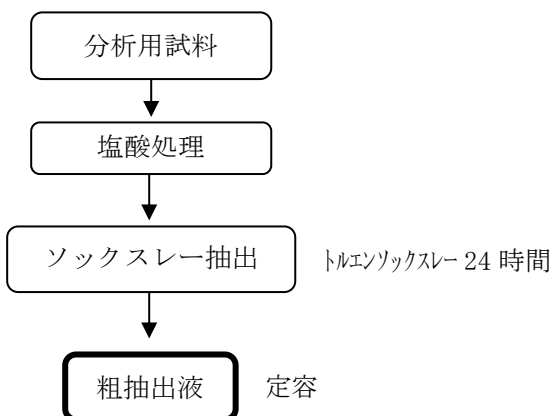 分析用試料
塩酸処理
ソックスレー抽出
ﾄﾙｴﾝｿｯｸｽﾚｰ 24 時間
粗抽出液
定容